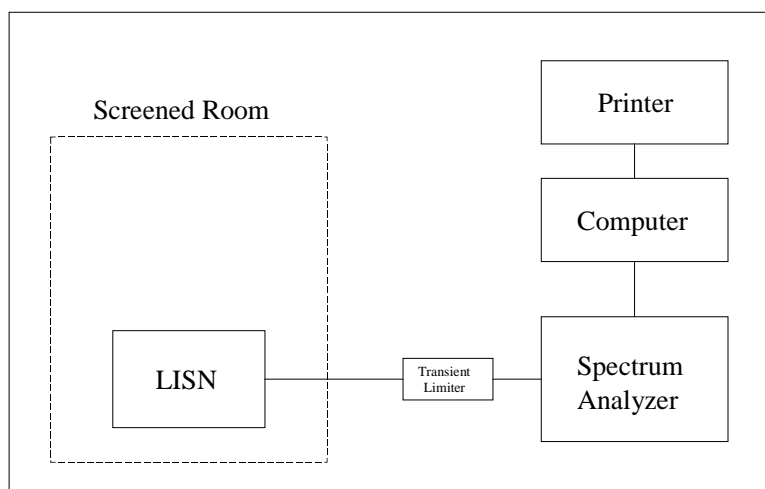 Screened Room
Printer
Computer
LISN
Transient
Limiter
Spectrum
Analyzer